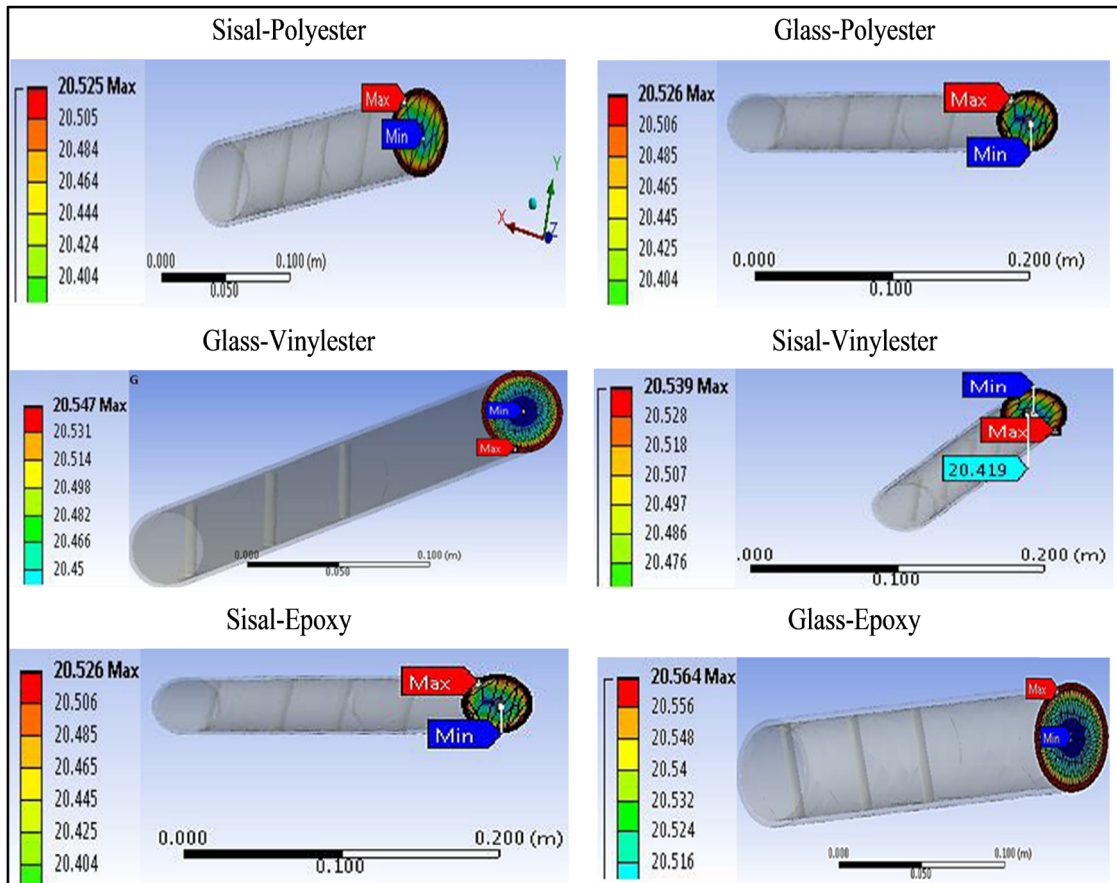 Sisal-Polyester
20.525 Max
20.505
20.484
20.464
20.444
20.424
20.404
Max
Min
Y
X
Z
0.000
0.100 (m)
0.050
Glass-Polyester
20.526 Max
20.506
20.485
20.465
20.445
20.425
20.404
Max
Min
0.000
0.200 (m)
0.100
Glass-Vinylester
G
20.547 Max
20.531
20.514
20.498
20.482
20.466
20.45
Min
Max
0.000
0.100 (m)
0.050
Sisal-Vinylester
20.539 Max
20.528
20.518
20.507
20.497
20.486
20.476
Min
Max
20.419
.000
0.200 (m)
0.100
Sisal-Epoxy
20.526 Max
20.506
20.485
20.465
20.445
20.425
20.404
Max
Min
0.000
0.200 (m)
0.100
Glass-Epoxy
20.564 Max
20.556
20.548
20.54
20.532
20.524
20.516
Max
Min
0.000
0.100 (m)
0.050